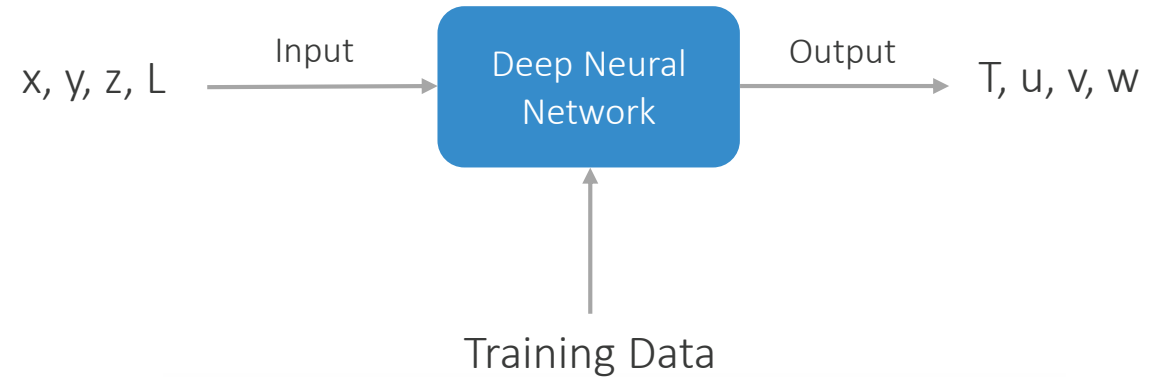 x, y, z, L
Input
Deep Neural
Network
Output
T, u, v, w
Training Data